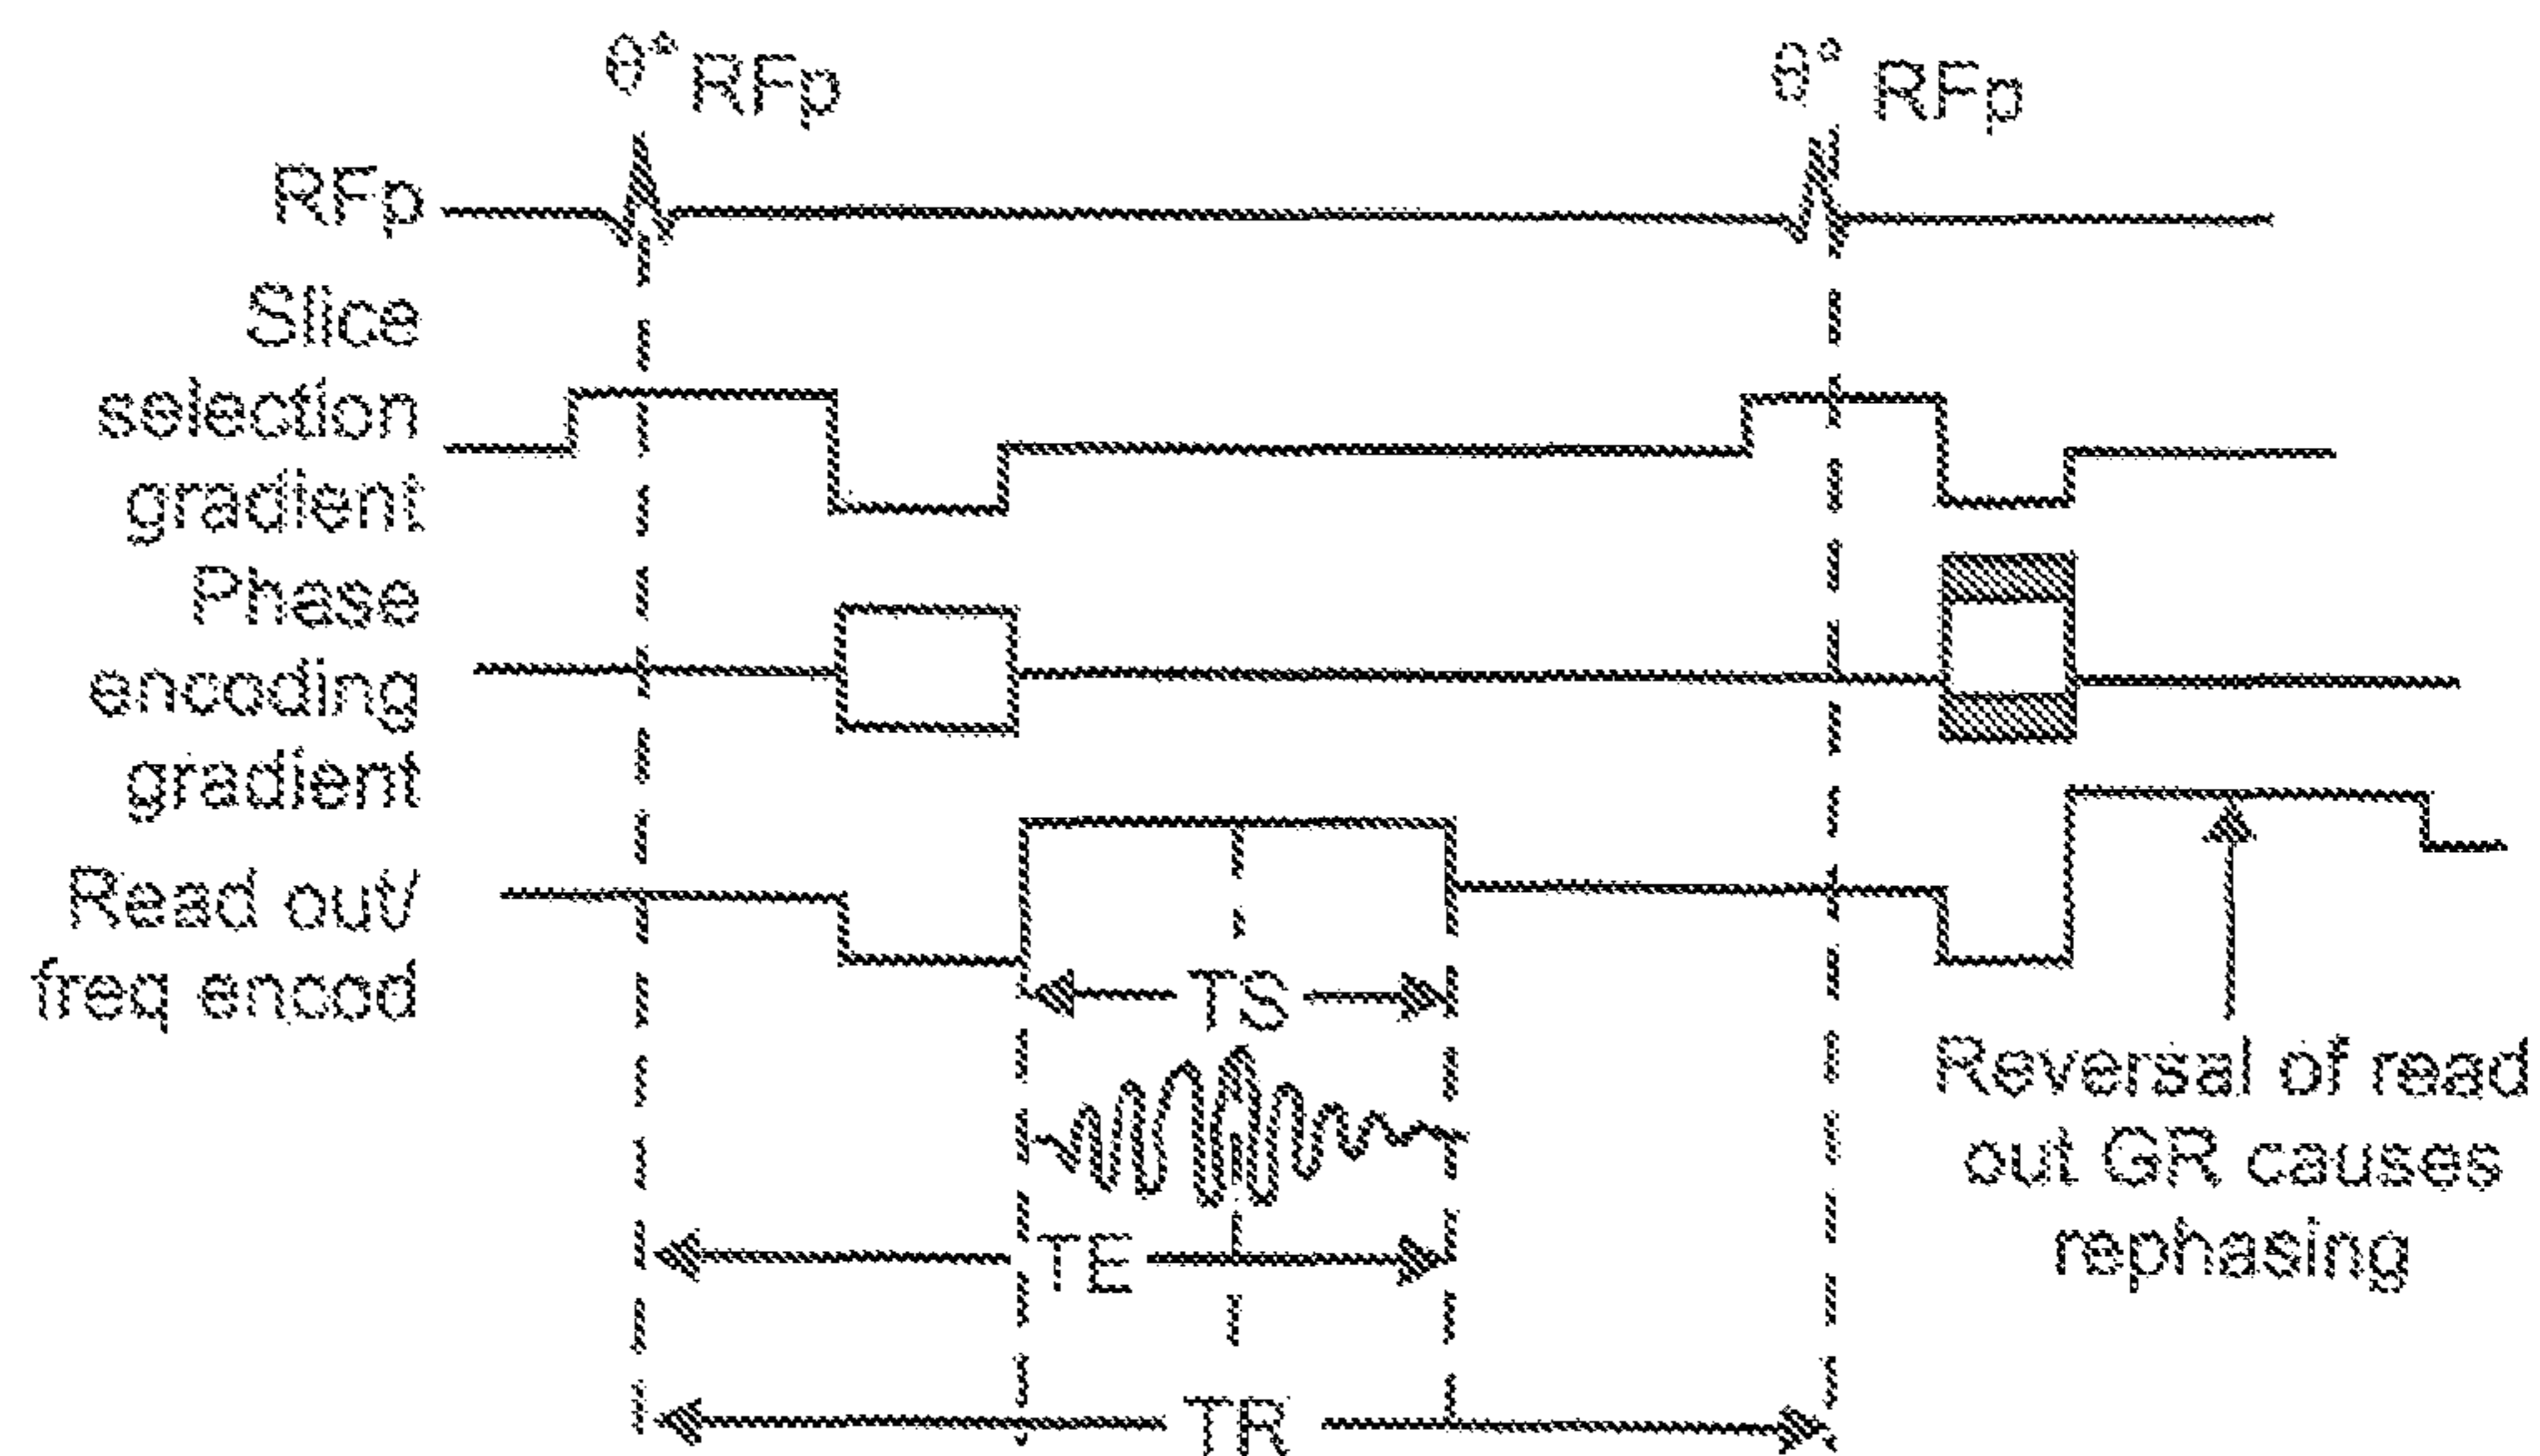 θ° RFp
θ° RFp
RFp
Slice
selection
gradient
Phase
encoding
gradient
Read out/
freq encod
TS
TE
TR
Reversal of read
out GR causes
rephasing